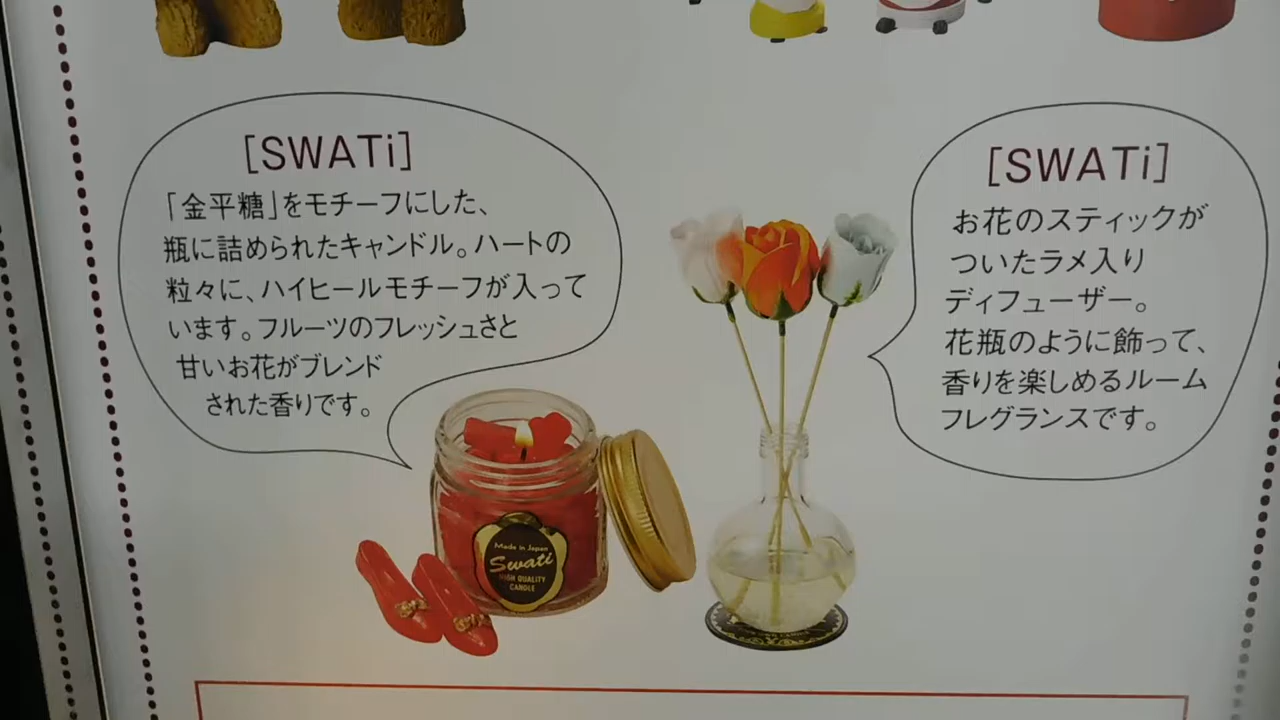 [SWATi]
「金平糖」をモチーフにした、
瓶に詰められたキャンドル。ハートの
粒々に、ハイヒールモチーフが入って
います。フルーツのフレッシュさと
甘いお花がブレンド
された香りです。
[SWATi]
お花のスティックが
ついたラメ入り
ディフューザー。
花瓶のように飾って、
香りを楽しめるルーム
フレグランスです。
Made in Japan
Swati
HIGH QUALITY
CANDLE